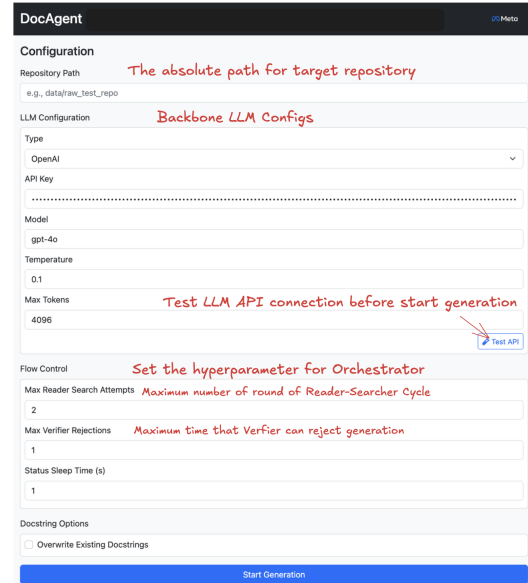 DocAgent
Meta
Configuration
Repository Path
The absolute path for target repository
e.g., data/raw_test_repo
LLM Configuration
Backbone LLM Configs
Type
OpenAI
API Key
Model
gpt-4o
Temperature
0.1
Max Tokens
Test LLM API connection before start generation
4096
Test API
Flow Control
Set the hyperparameter for Orchestrator
Max Reader Search Attempts
Maximum number of round of Reader-Searcher Cycle
2
Max Verifier Rejections
Maximum time that Verfier can reject generation
1
Status Sleep Time (s)
1
Docstring Options
Overwrite Existing Docstrings
Start Generation